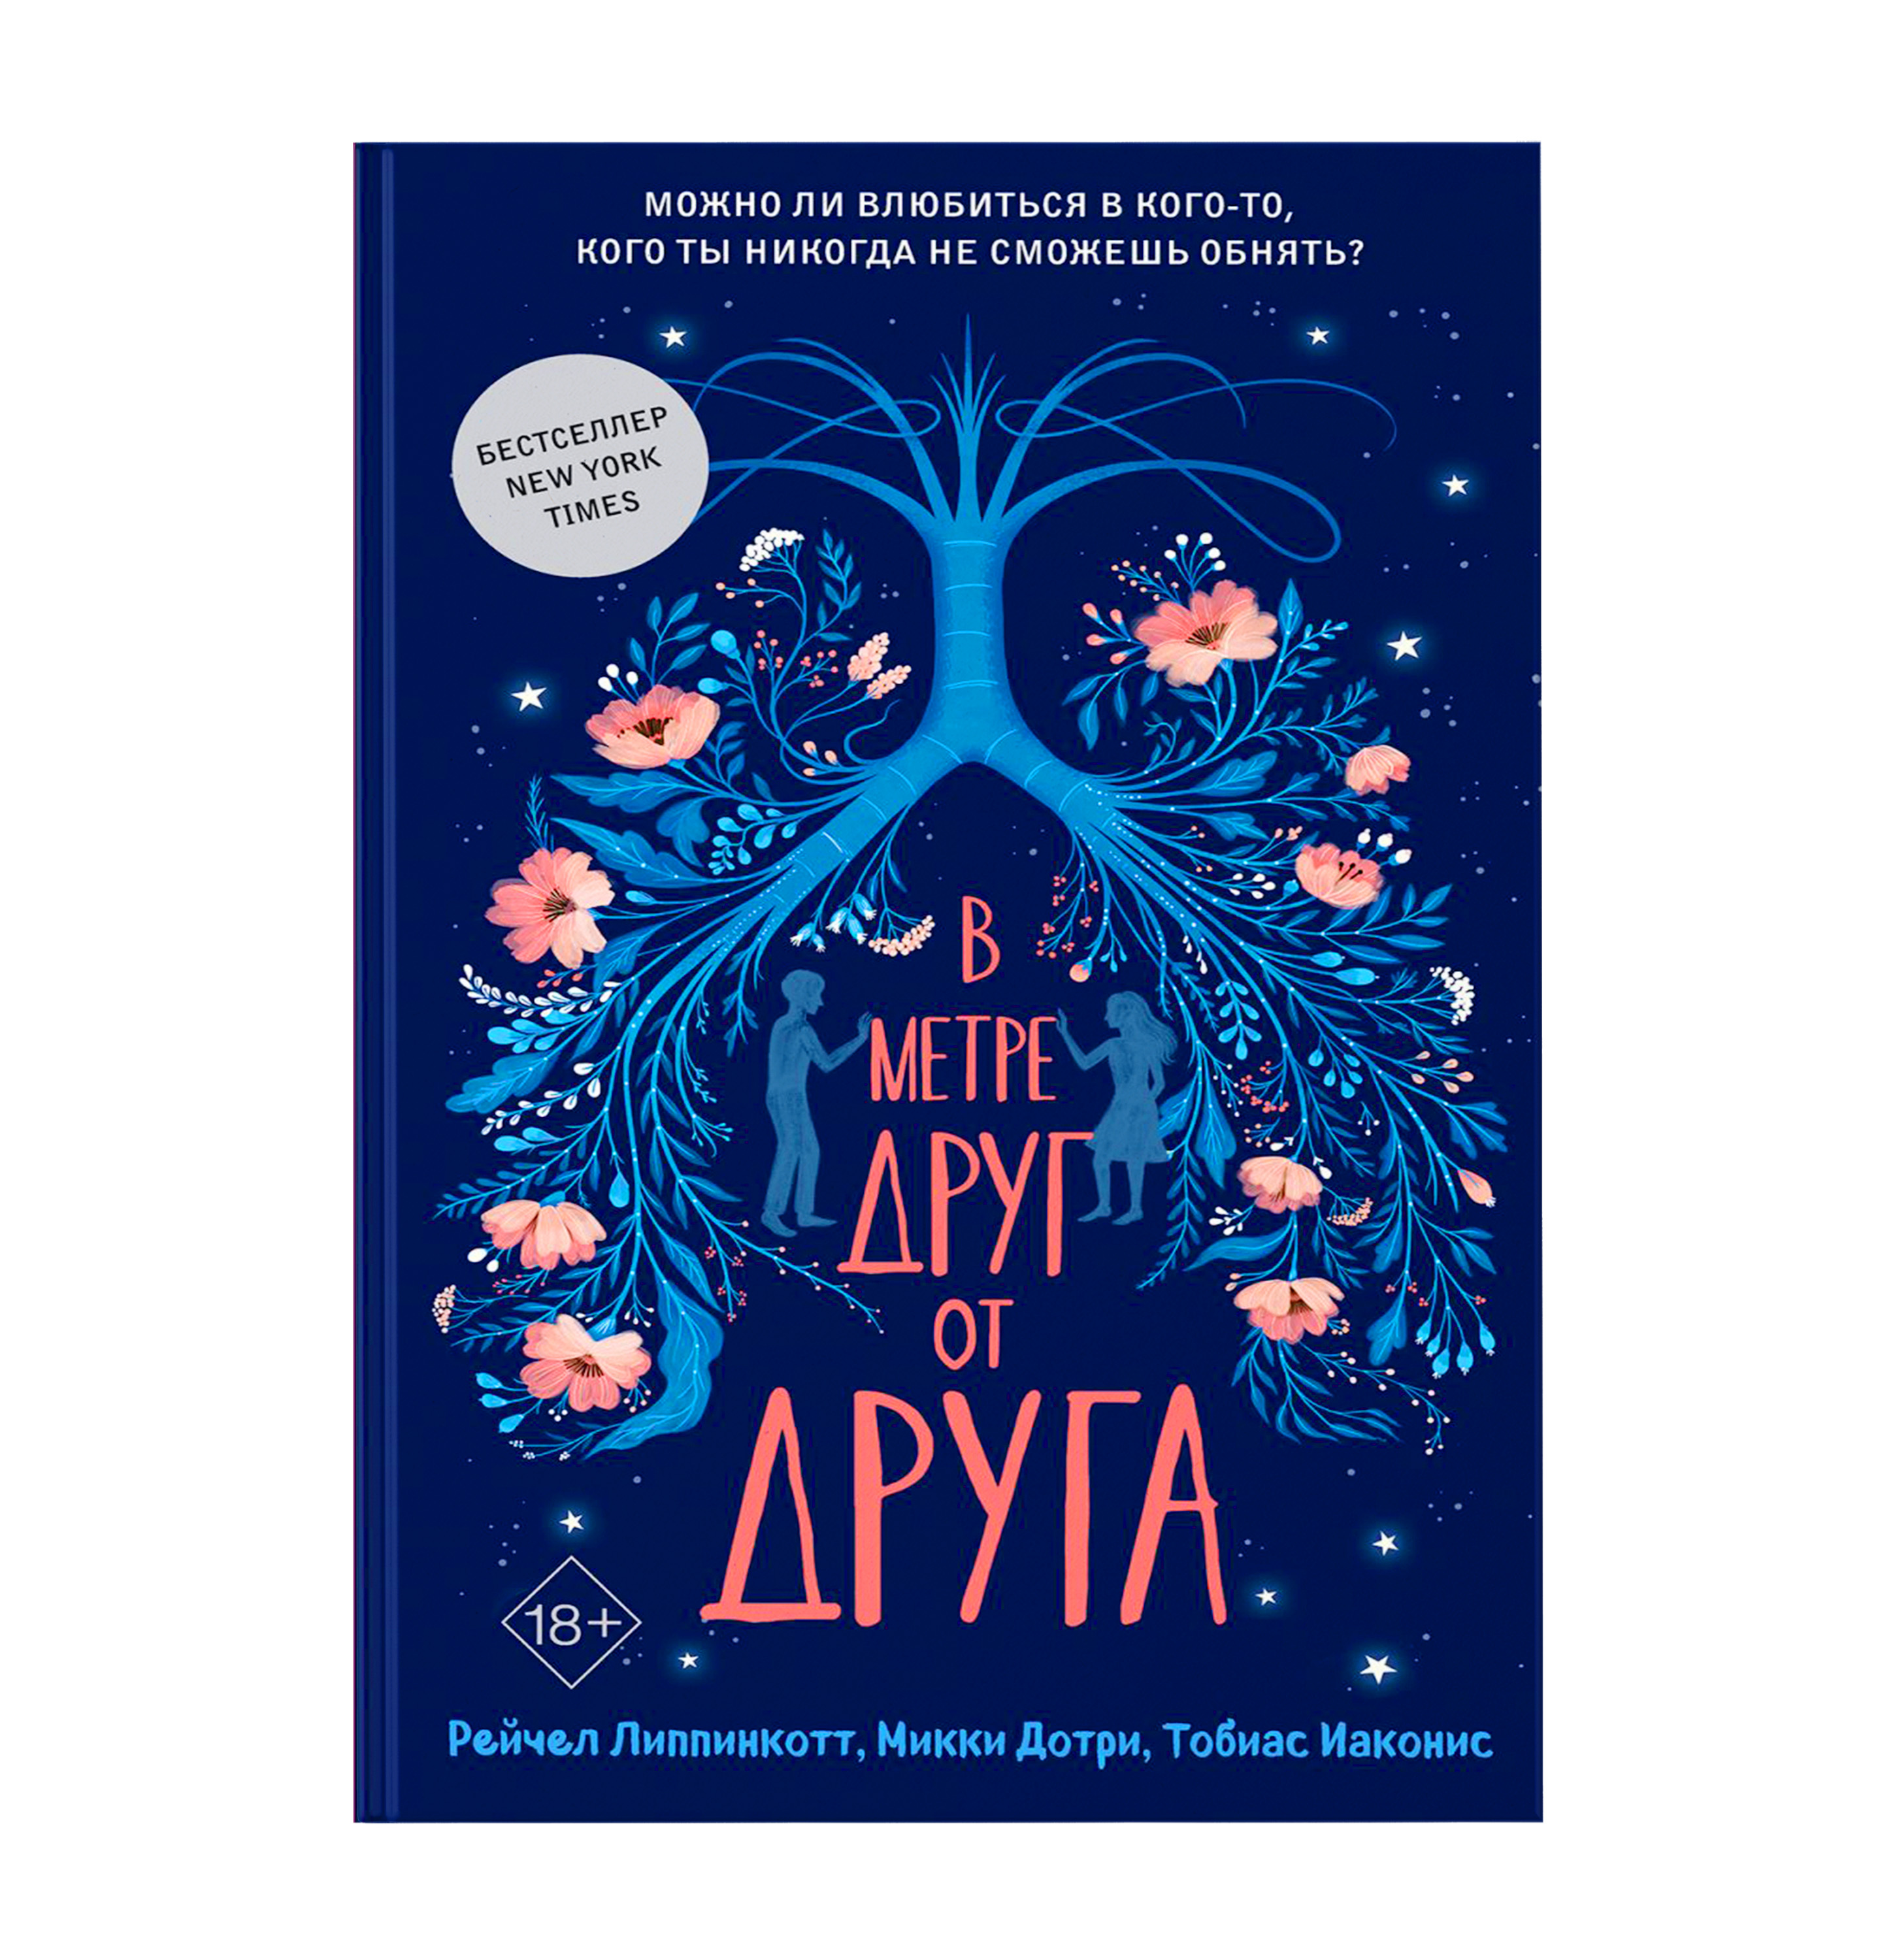 МОЖНО ЛИ ВЛЮБИТЬСЯ В КОГО-ТО,
КОГО ТЫ НИКОГДА НЕ СМОЖЕШЬ ОБНЯТЬ?
БЕСТСЕЛЛЕР
NEW YORK
TIMES
В
МЕТРЕ
ДРУГ
ОТ
ДРУГА
18+
Рейчел Липпинкотт, Микки Дотри, Тобиас Иаконис